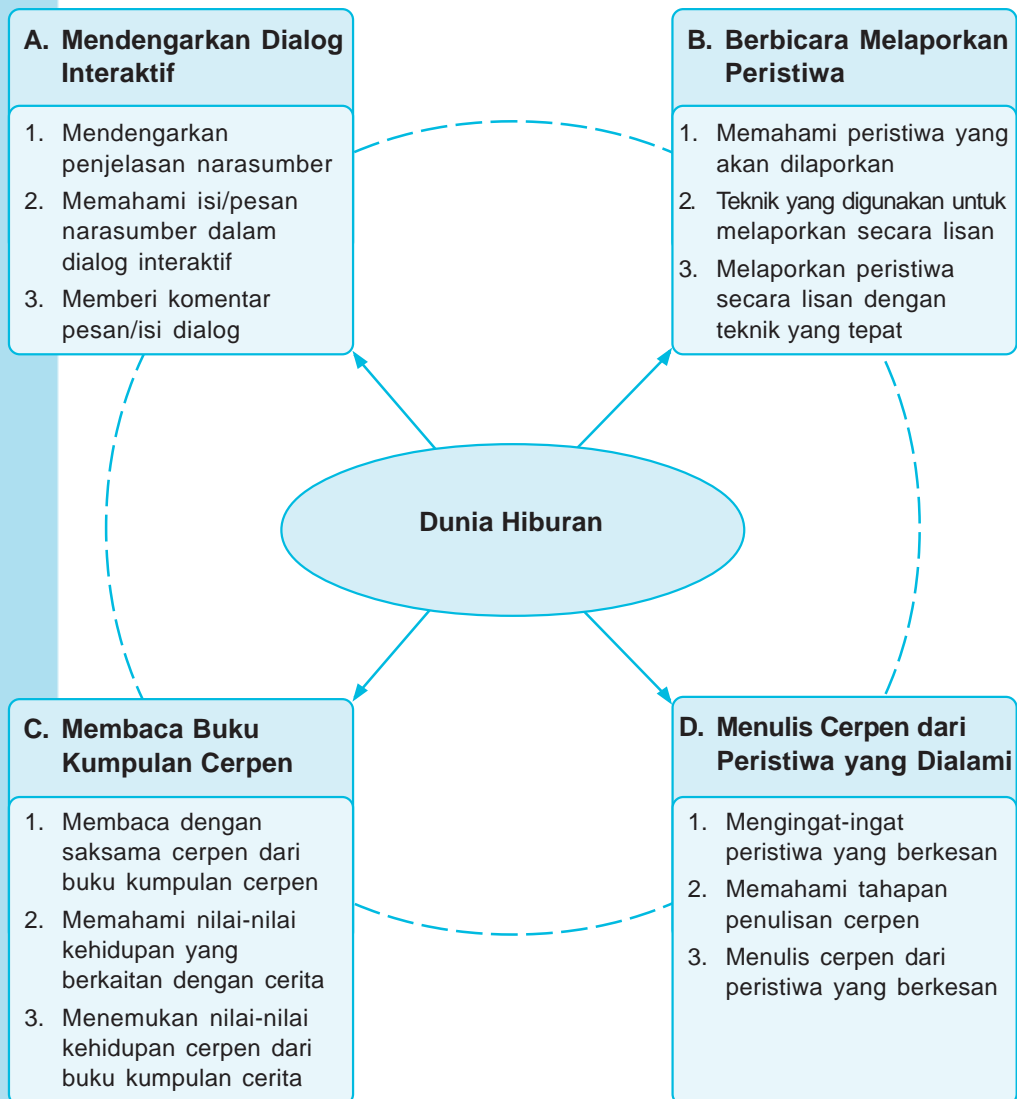 A. Mendengarkan Dialog
Interaktif
1. Mendengarkan
penjelasan narasumber
2. Memahami isi/pesan
narasumber dalam
dialog interaktif
3. Memberi komentar
pesan/isi dialog
B. Berbicara Melaporkan
Peristiwa
1. Memahami peristiwa yang
akan dilaporkan
2. Teknik yang digunakan untuk
melaporkan secara lisan
3. Melaporkan peristiwa
secara lisan dengan
teknik yang tepat
Dunia Hiburan
C. Membaca Buku
Kumpulan Cerpen
1. Membaca dengan
saksama cerpen dari
buku kumpulan cerpen
2. Memahami nilai-nilai
kehidupan yang
berkaitan dengan cerita
3. Menemukan nilai-nilai
kehidupan cerpen dari
buku kumpulan cerita
D. Menulis Cerpen dari
Peristiwa yang Dialami
1. Mengingat-ingat
peristiwa yang berkesan
2. Memahami tahapan
penulisan cerpen
3. Menulis cerpen dari
peristiwa yang berkesan